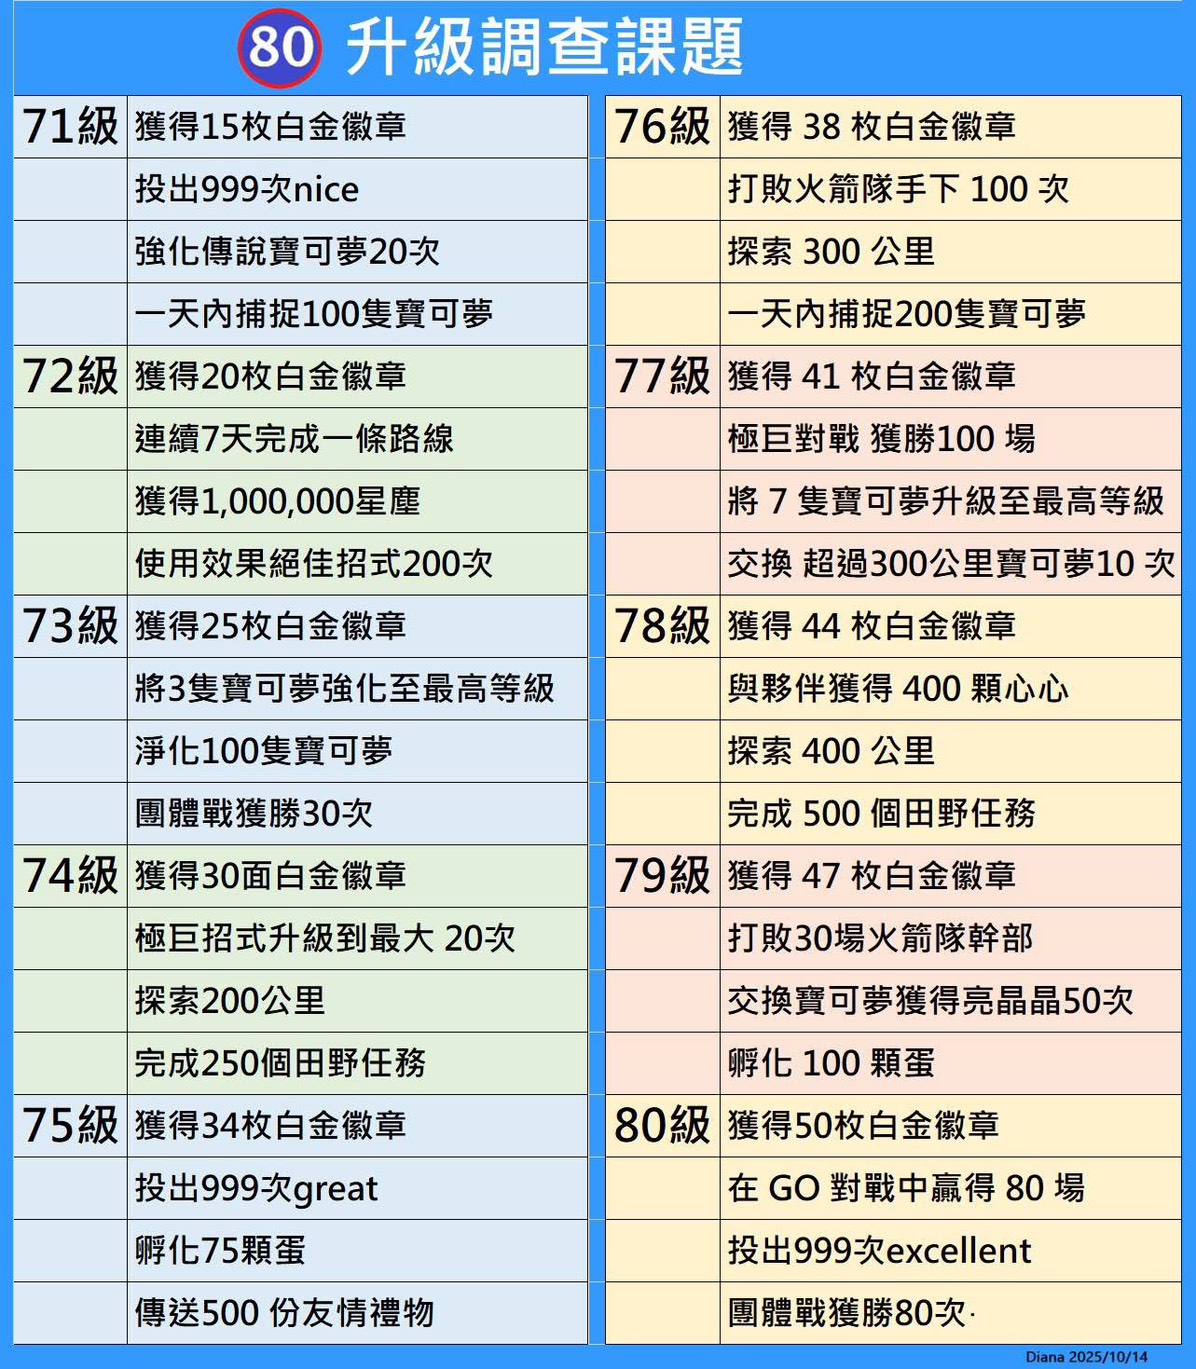 80 升級調查課題
71級 獲得15枚白金徽章
投出999次nice
強化傳說寶可夢20次
一天內捕捉100隻寶可夢
72級 獲得20枚白金徽章
連續7天完成一條路線
獲得1,000,000星塵
使用效果絕佳招式200次
73級 獲得25枚白金徽章
將3隻寶可夢強化至最高等級
淨化100隻寶可夢
團體戰獲勝30次
74級 獲得30面白金徽章
極巨招式升級到最大 20次
探索200公里
完成250個田野任務
75級 獲得34枚白金徽章
投出999次great
孵化75顆蛋
傳送500 份友情禮物
76級 獲得 38 枚白金徽章
打敗火箭隊手下 100 次
探索 300 公里
一天內捕捉200隻寶可夢
77級 獲得 41 枚白金徽章
極巨對戰 獲勝100 場
將 7 隻寶可夢升級至最高等級
交換 超過300公里寶可夢10 次
78級 獲得 44 枚白金徽章
與夥伴獲得 400 顆心心
探索 400 公里
完成 500 個田野任務
79級 獲得 47 枚白金徽章
打敗30場火箭隊幹部
交換寶可夢獲得亮晶晶50次
孵化 100 顆蛋
80級 獲得50枚白金徽章
在 GO 對戰中贏得 80 場
投出999次excellent
團體戰獲勝80次·
Diana 2025/10/14